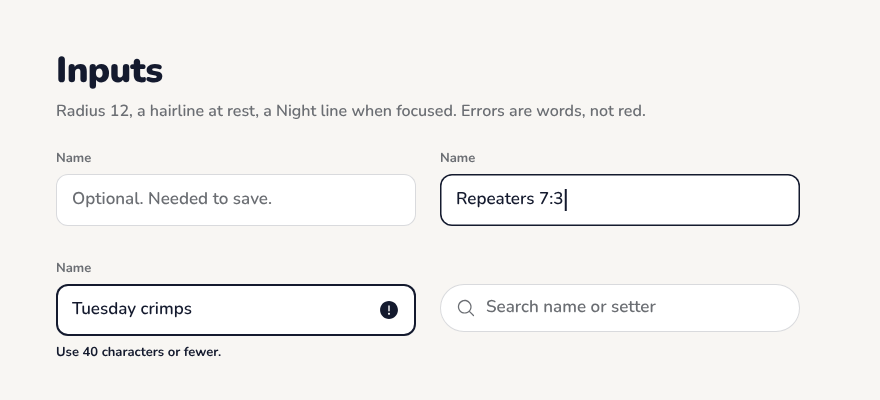 Inputs
Radius 12, a hairline at rest, a Night line when focused. Errors are words, not red.
Name
Optional. Needed to save.
Name
Repeaters 7:3
Name
Tuesday crimps
Use 40 characters or fewer.
Search name or setter